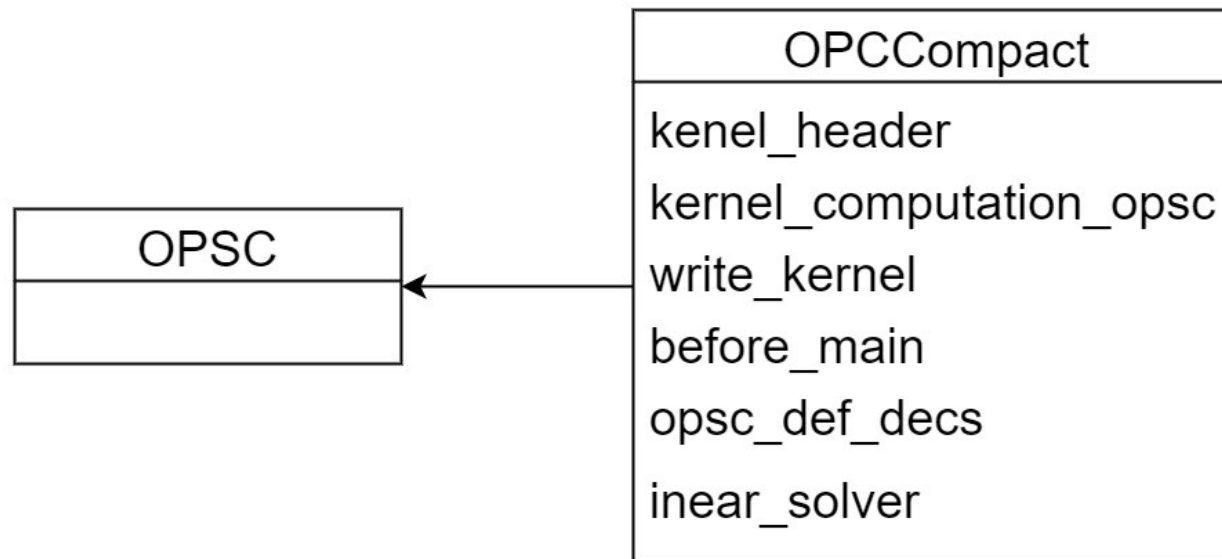 OPCCompact
kenel_header
kernel_computation_opsc
write_kernel
before_main
opsc_def_decs
inear_solver
OPSC